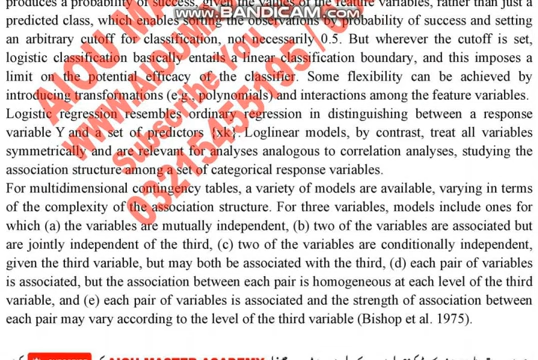 produces a probability of success, given the values of the feature variables, rather than just a
WWW.BANDICAM.COM
predicted class, which enables sorting of observations by probability of success and setting
an arbitrary cutoff for classification, not necessarily 0.5. But wherever the cutoff is set,
logistic classification basically entails a linear classification boundary, and this imposes a
limit on the potential efficacy of the classifier. Some flexibility can be achieved by
introducing transformations (e.g., polynomials) and interactions among the feature variables.
Logistic regression resembles ordinary regression in distinguishing between a response
variable Y and a set of predictors {xk}. Loglinear models, by contrast, treat all variables
symmetrically and are relevant for analyses analogous to correlation analyses, studying the
association structure among a set of categorical response variables.
For multidimensional contingency tables, a variety of models are available, varying in terms
of the complexity of the association structure. For three variables, models include ones for
which (a) the variables are mutually independent, (b) two of the variables are associated but
are jointly independent of the third, (c) two of the variables are conditionally independent,
given the third variable, but may both be associated with the third, (d) each pair of variables
is associated, but the association between each pair is homogeneous at each level of the third
variable, and (e) each pair of variables is associated and the strength of association between
each pair may vary according to the level of the third variable (Bishop et al. 1975).
AIOU MASTER ACADEMY